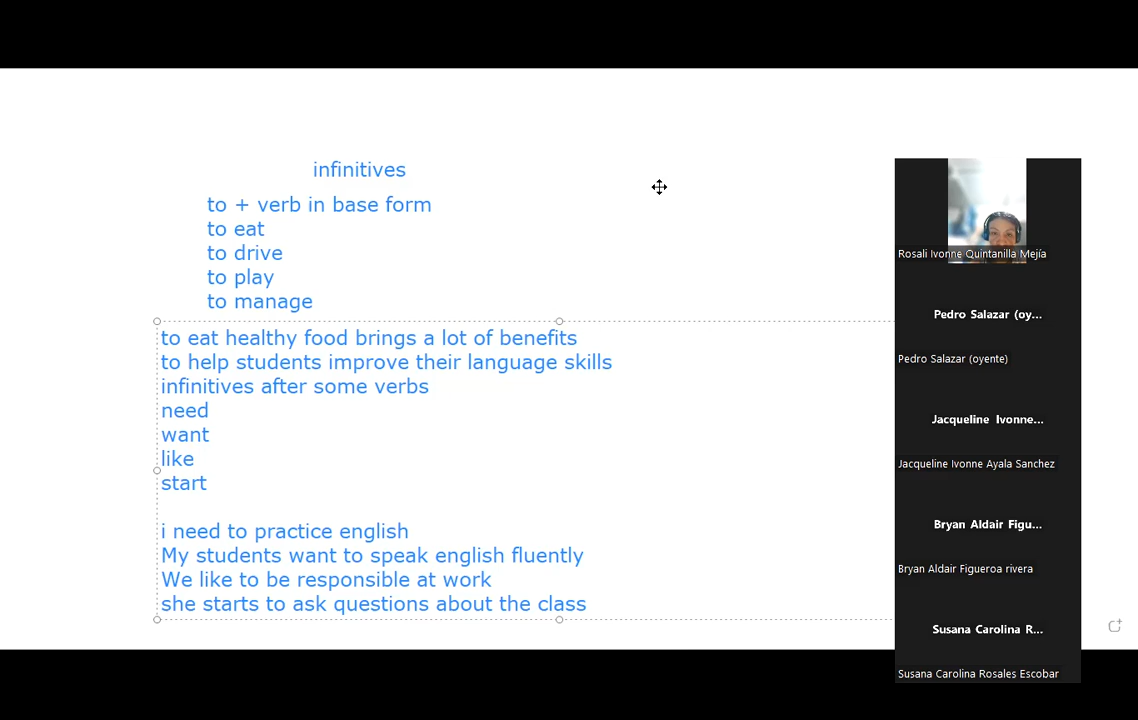 infinitives
to + verb in base form
to eat
to drive
to play
to manage
to eat healthy food brings a lot of benefits
to help students improve their language skills
infinitives after some verbs
need
want
like
start
i need to practice english
My students want to speak english fluently
We like to be responsible at work
she starts to ask questions about the class
Rosali Ivonne Quintanilla Mejía
Pedro Salazar (oy...
Pedro Salazar (oyente)
Jacqueline Ivonne...
Jacqueline Ivonne Ayala Sanchez
Bryan Aldair Figu...
Bryan Aldair Figueroa rivera
Susana Carolina R...
Susana Carolina Rosales Escobar